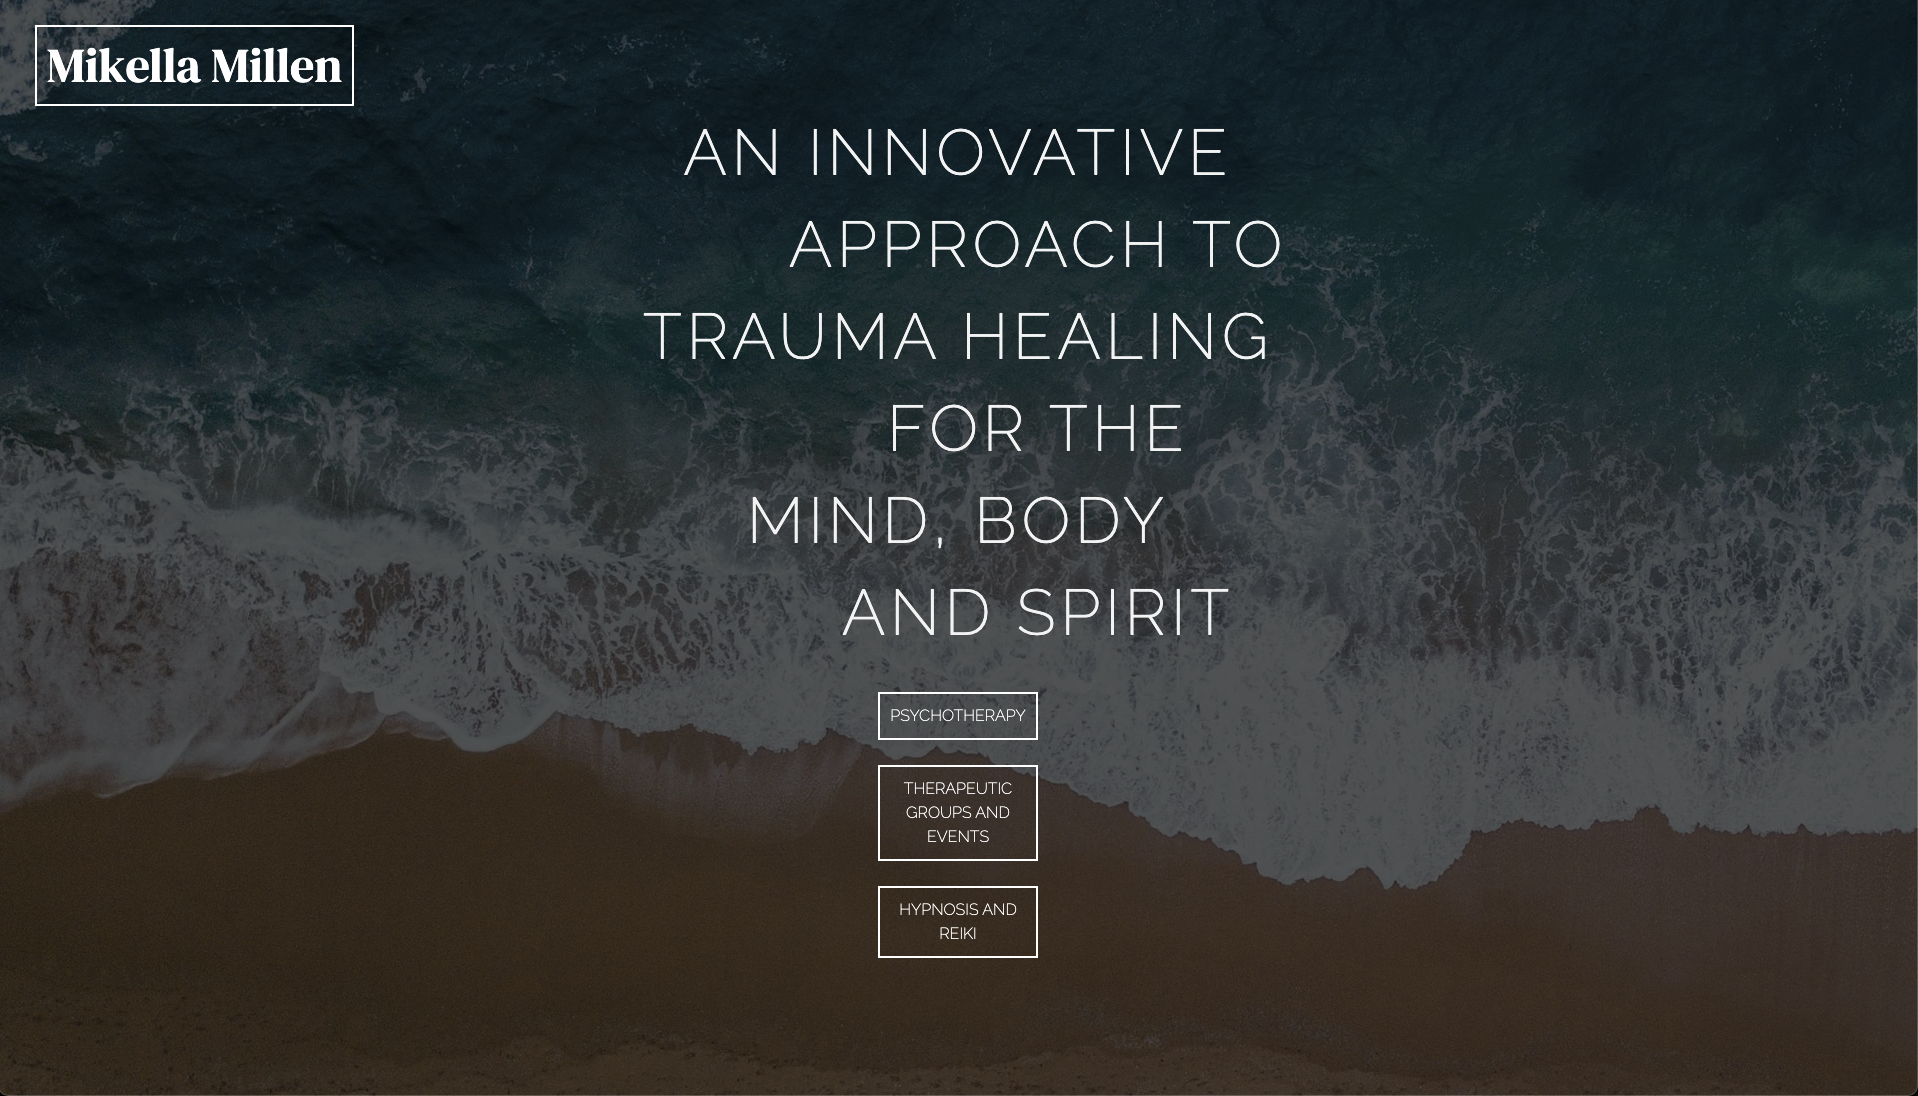 Mikella Millen
AN INNOVATIVE
APPROACH TO
TRAUMA HEALING
FOR THE
MIND, BODY
AND SPIRIT
PSYCHOTHERAPY
THERAPEUTIC
GROUPS AND
EVENTS
HYPNOSIS AND
REIKI